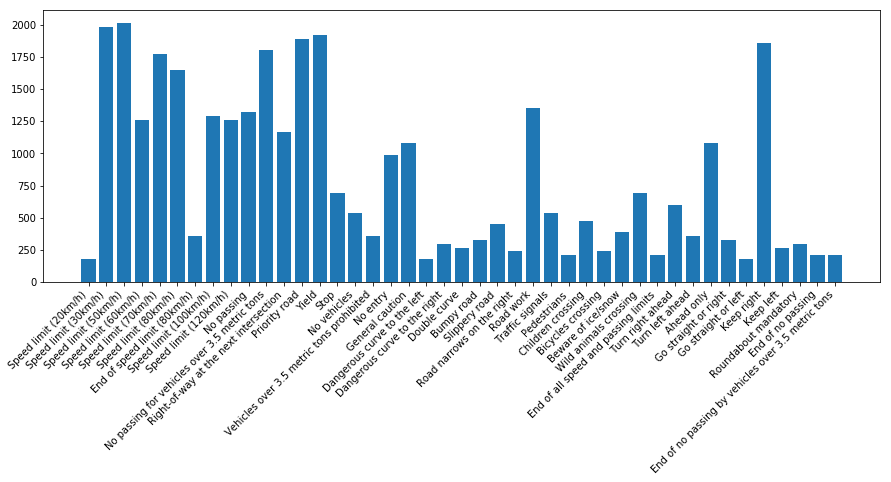 2000
1750
1500
1250
1000
750
500
250
0
Speed limit (20km/h)
Speed limit (30km/h)
Speed limit (50km/h)
Speed limit (60km/h)
Speed limit (70km/h)
Speed limit (80km/h)
End of speed limit (80km/h)
Speed limit (100km/h)
Speed limit (120km/h)
No passing
No passing for vehicles over 3.5 metric tons
Right-of-way at the next intersection
Priority road
Yield
Stop
No vehicles
Vehicles over 3.5 metric tons prohibited
No entry
General caution
Dangerous curve to the left
Dangerous curve to the right
Double curve
Bumpy road
Slippery road
Road narrows on the right
Road work
Traffic signals
Pedestrians
Children crossing
Bicycles crossing
Beware of ice/snow
Wild animals crossing
End of all speed and passing limits
Turn right ahead
Turn left ahead
Ahead only
Go straight or right
Go straight or left
Keep right
Keep left
Roundabout mandatory
End of no passing
End of no passing by vehicles over 3.5 metric tons